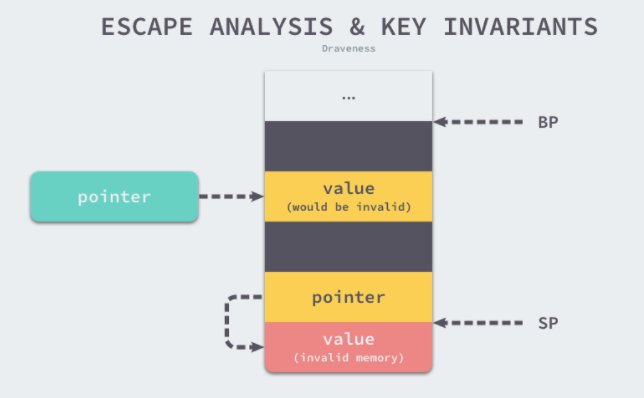 ESCAPE ANALYSIS & KEY INVARIANTS
Draveness
...
BP
pointer
value
(would be invalid)
pointer
SP
value
(invalid memory)